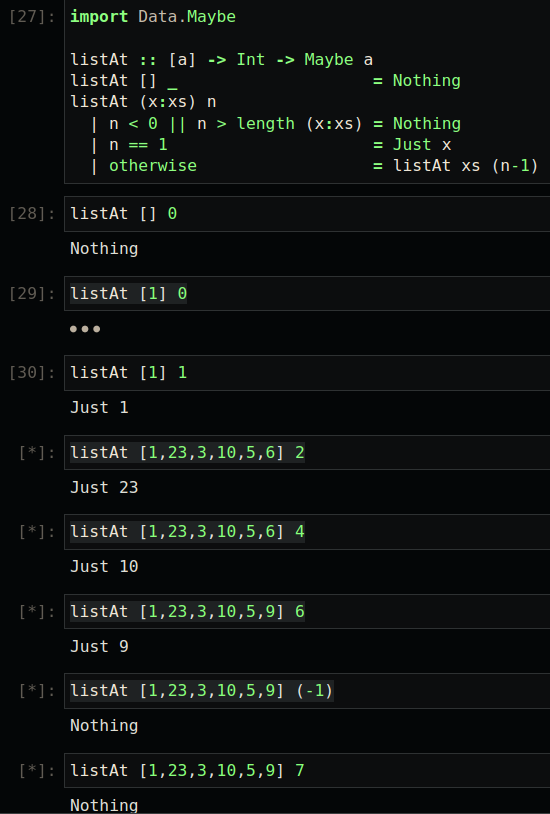 [27]: import Data.Maybe
listAt :: [a] -> Int -> Maybe a
listAt [] _ = Nothing
listAt (x:xs) n
| n < 0 || n > length (x:xs) = Nothing
| n == 1 = Just x
| otherwise = listAt xs (n-1)
[28]: listAt [] 0
Nothing
[29]: listAt [1] 0
•••
[30]: listAt [1] 1
Just 1
[*]: listAt [1,23,3,10,5,6] 2
Just 23
[*]: listAt [1,23,3,10,5,6] 4
Just 10
[*]: listAt [1,23,3,10,5,9] 6
Just 9
[*]: listAt [1,23,3,10,5,9] (-1)
Nothing
[*]: listAt [1,23,3,10,5,9] 7
Nothing